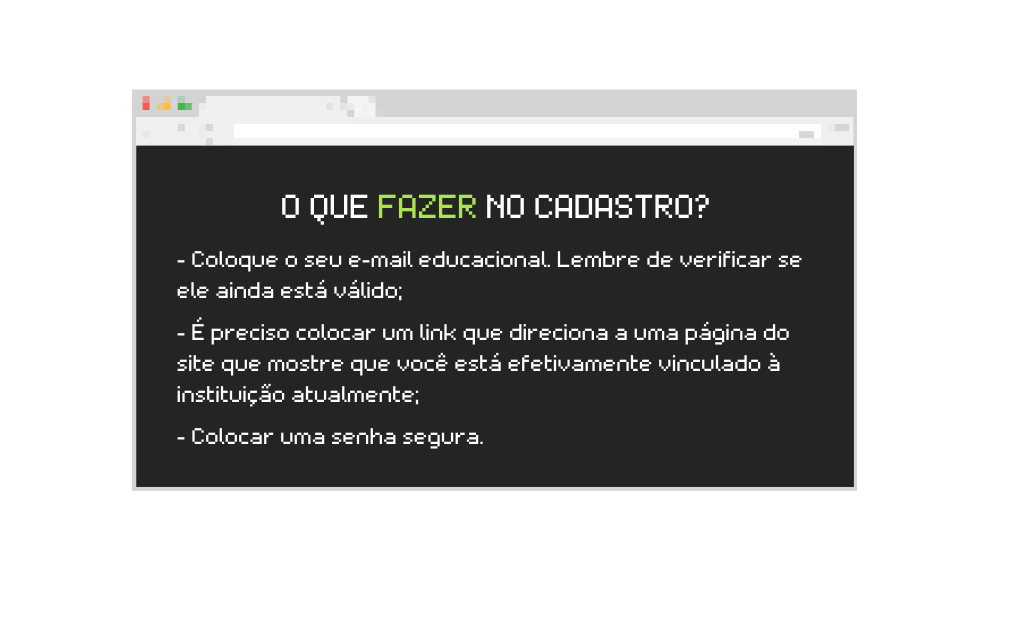 O QUE FAZER NO CADASTRO?
- Coloque o seu e-mail educacional. Lembre de verificar se
ele ainda está válido;
- É preciso colocar um link que direciona a uma página do
site que mostre que você está efetivamente vinculado à
instituição atualmente;
- Colocar uma senha segura.